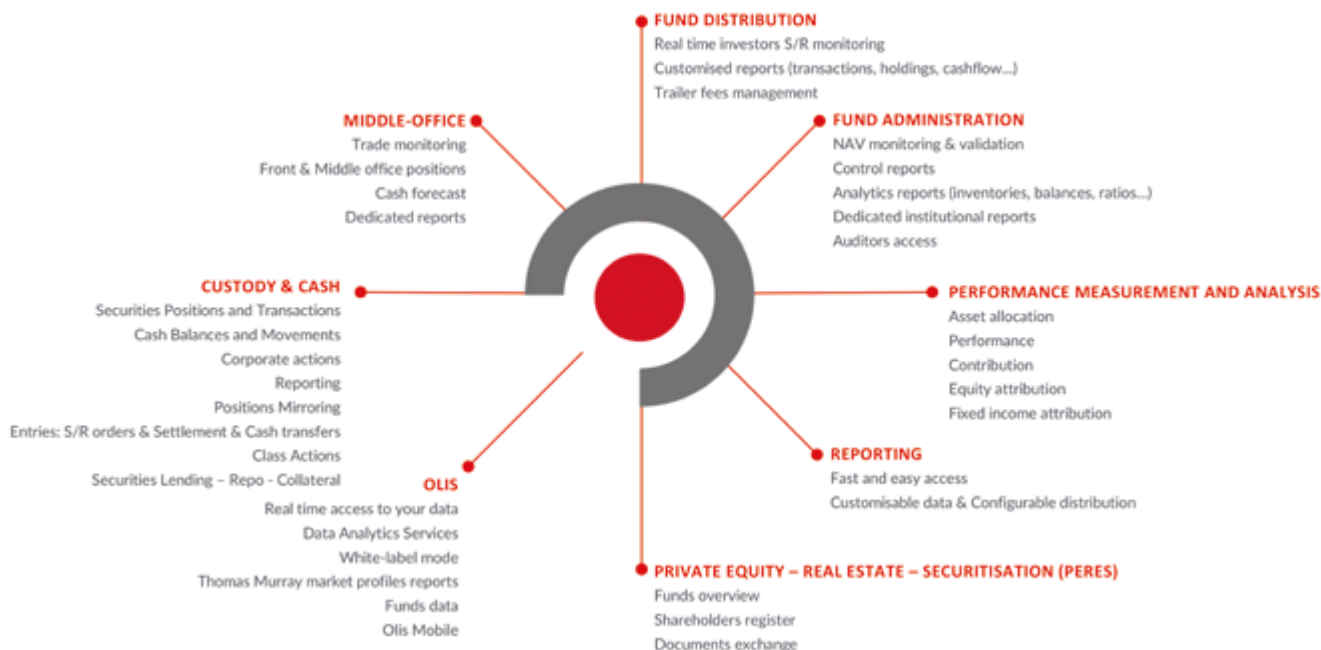 FUND DISTRIBUTION
Real time investors S/R monitoring
Customised reports (transactions, holdings, cashflow...)
Trailer fees management
MIDDLE-OFFICE
Trade monitoring
Front & Middle office positions
Cash forecast
Dedicated reports
FUND ADMINISTRATION
NAV monitoring & validation
Control reports
Analytics reports (inventories, balances, ratios...)
Dedicated institutional reports
Auditors access
CUSTODY & CASH
Securities Positions and Transactions
Cash Balances and Movements
Corporate actions
Reporting
Positions Mirroring
Entries: S/R orders & Settlement & Cash transfers
Class Actions
Securities Lending – Repo - Collateral
PERFORMANCE MEASUREMENT AND ANALYSIS
Asset allocation
Performance
Contribution
Equity attribution
Fixed income attribution
REPORTING
Fast and easy access
Customisable data & Configurable distribution
OLIS
Real time access to your data
Data Analytics Services
White-label mode
Thomas Murray market profiles reports
Funds data
Olis Mobile
PRIVATE EQUITY – REAL ESTATE – SECURITISATION (PERES)
Funds overview
Shareholders register
Documents exchange